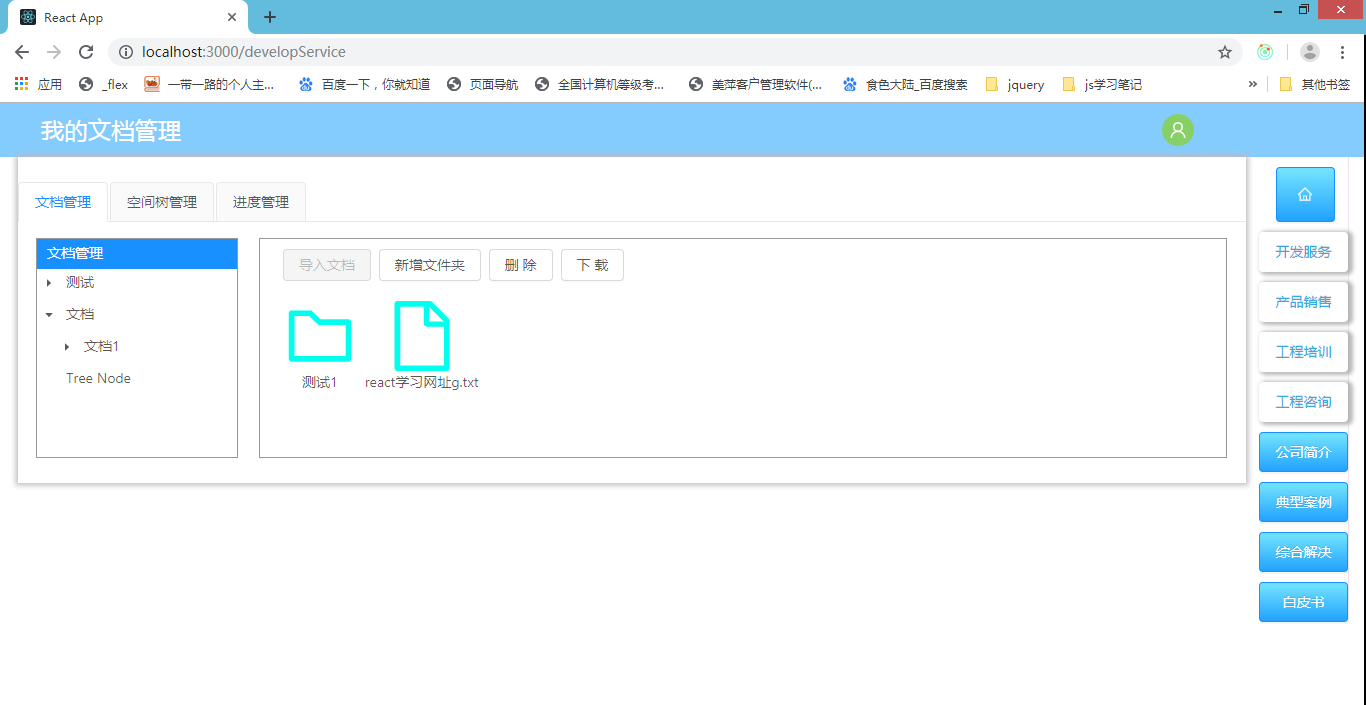 React App
localhost:3000/developService
应用 _flex 一带一路的个人主... 百度一下，你就知道 页面导航 全国计算机等级考... 美萍客户管理软件(... 食色大陆_百度搜索 jquery js学习笔记 » 其他书签
我的文档管理
文档管理 空间树管理 进度管理
文档管理
测试
文档
文档1
Tree Node
导入文档 新增文件夹 删 除 下 载
测试1 react学习网址g.txt
开发服务
产品销售
工程培训
工程咨询
公司简介
典型案例
综合解决
白皮书